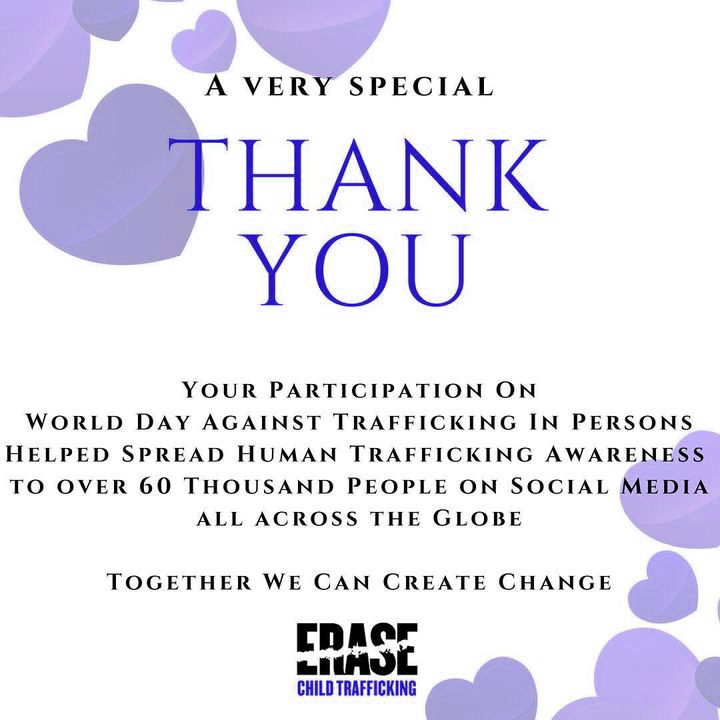 A very special
THANK
YOU
Your Participation On
World Day Against Trafficking In Persons
Helped Spread Human Trafficking Awareness
to over 60 Thousand People on Social Media
all across the Globe
Together We Can Create Change
ERASE
CHILD TRAFFICKING